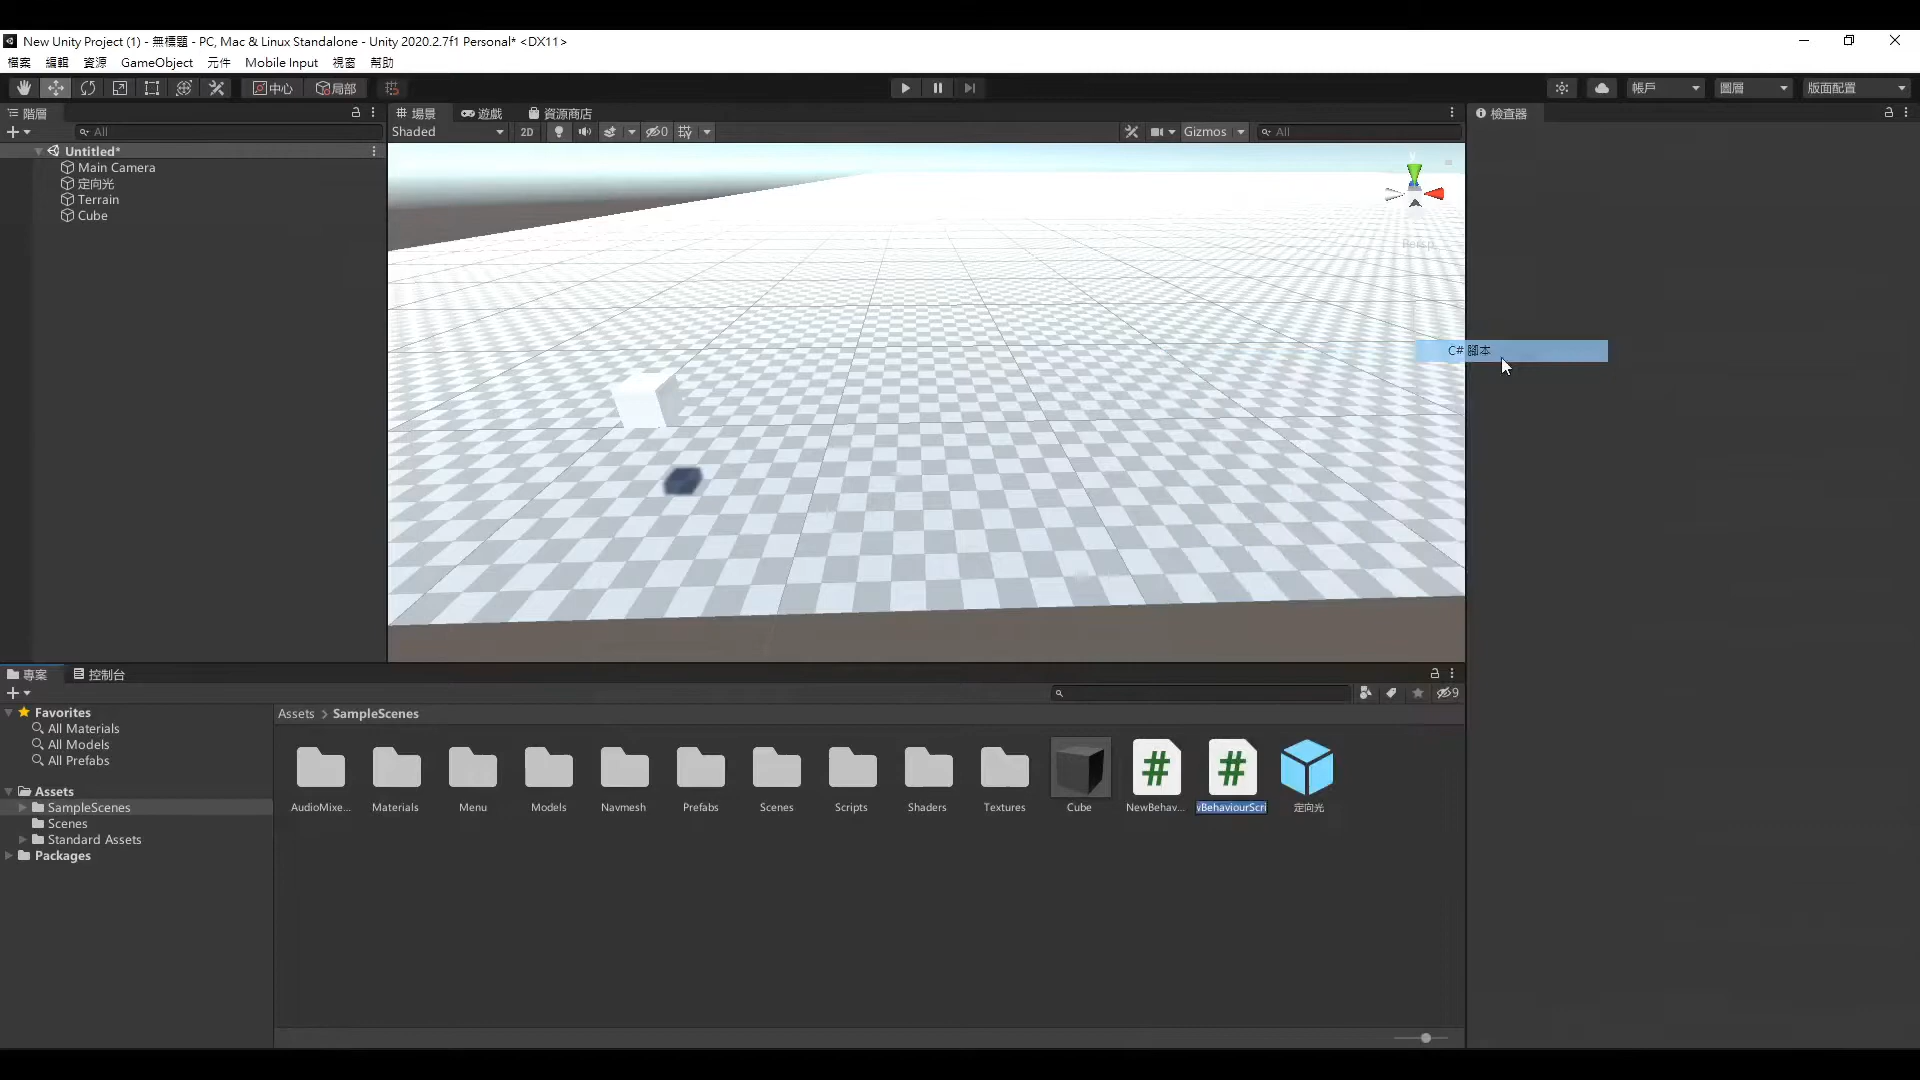 New Unity Project (1) - 無標題 - PC, Mac & Linux Standalone - Unity 2020.2.7f1 Personal* <DX11>
檔案 編輯 資源 GameObject 元件 Mobile Input 視窗 幫助
中心 局部 帳戶 圖層 版面配置
階層 場景 遊戲 資源商店 檢查器
All Shaded 2D 0 Gizmos All
Untitled*
Main Camera
定向光
Terrain
Cube
Persp
C# 腳本
專案 控制台
9
Favorites
All Materials
All Models
All Prefabs
Assets
SampleScenes
Scenes
Standard Assets
Packages
Assets > SampleScenes
AudioMixe... Materials Menu Models Navmesh Prefabs Scenes Scripts Shaders Textures Cube NewBehav... BehaviourScri 定向光